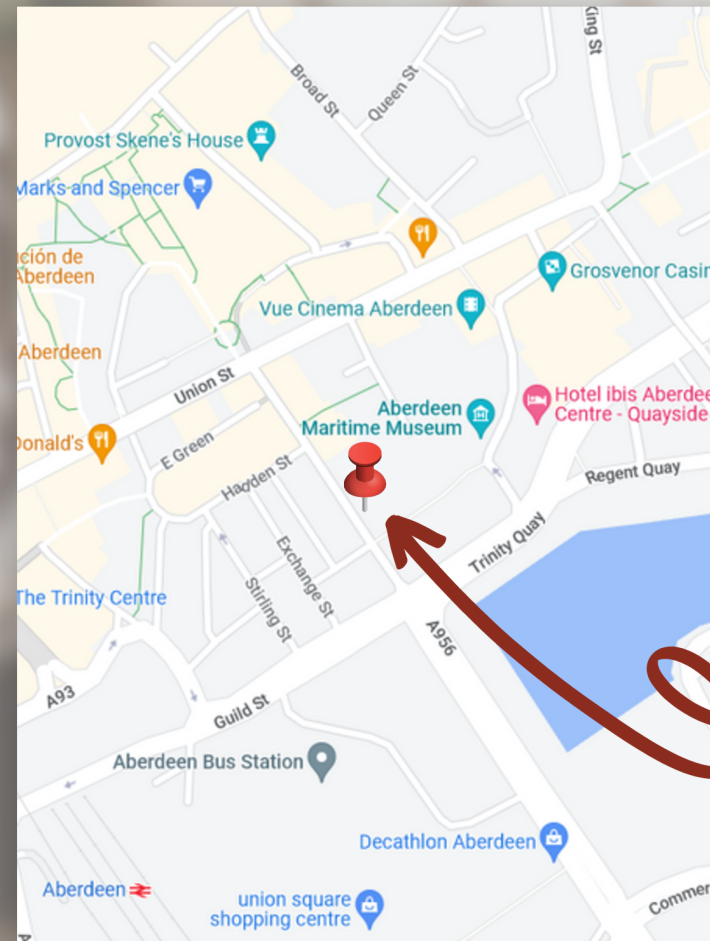 King St
Broad St
Queen St
Provost Skene's House
Marks and Spencer
ción de
Aberdeen
Grosvenor Casin
Vue Cinema Aberdeen
Aberdeen
Union St
Hotel ibis Aberdee
Centre - Quayside
Aberdeen
Maritime Museum
Donald's
E Green
Regent Quay
Hadden St
Trinity Quay
Exchange St
Stirling St
The Trinity Centre
A956
A93
Guild St
Aberdeen Bus Station
Decathlon Aberdeen
Aberdeen
union square
shopping centre
Commer